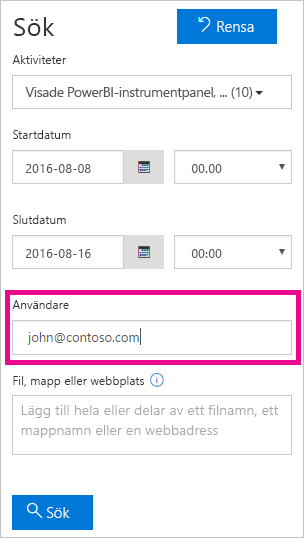 Sök
Rensa
Aktiviteter
Visade PowerBI-instrumentpanel, ... (10)
Startdatum
2016-08-08
00.00
Slutdatum
2016-08-16
00:00
Användare
john@contoso.com
Fil, mapp eller webbplats
Lägg till hela eller delar av ett filnamn, ett
mappnamn eller en webbadress
Sök